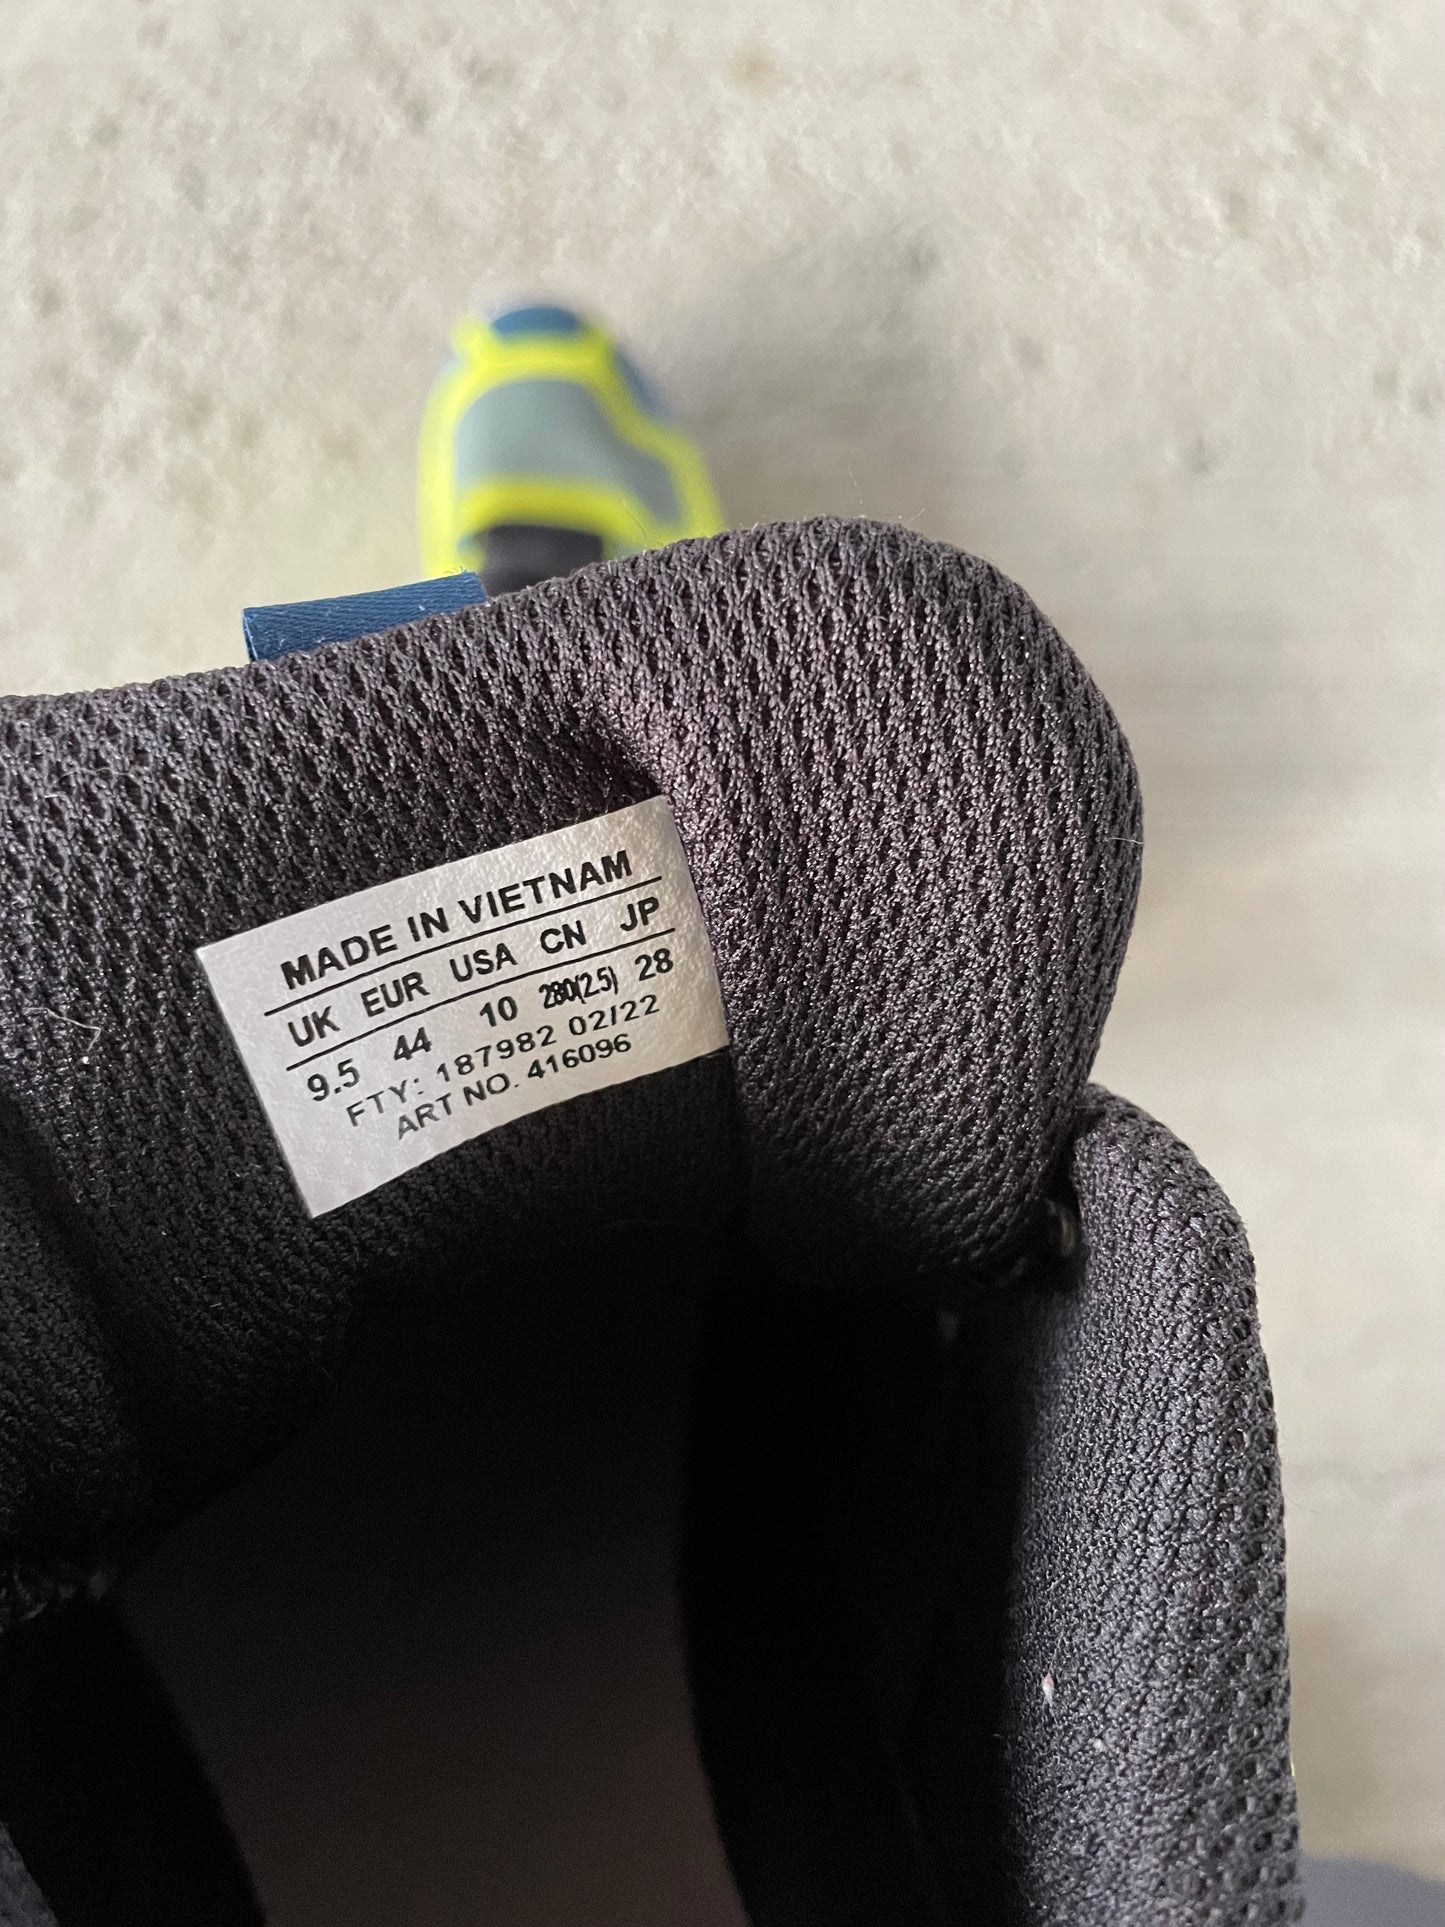 MADE IN VIETNAM
UK EUR USA CN JP
9.5 44 10 280(2.5) 28
FTY: 187982 02/22
ART NO. 416096